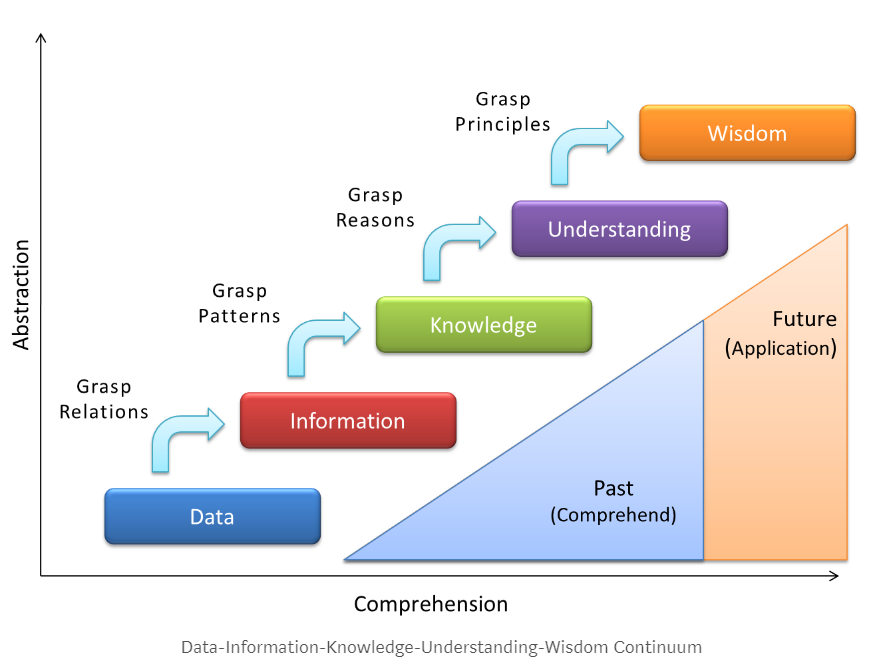 Grasp
Principles
Wisdom
Grasp
Reasons
Understanding
Grasp
Patterns
Knowledge
Future
(Application)
Abstraction
Grasp
Relations
Information
Past
(Comprehend)
Data
Comprehension
Data-Information-Knowledge-Understanding-Wisdom Continuum